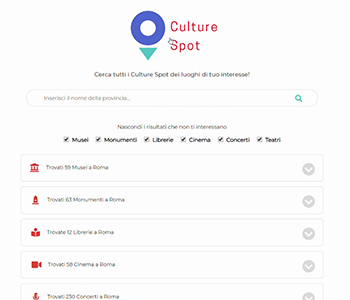 Culture
Spot
Cerca tutti i Culture Spot dei luoghi di tuo interesse!
Inserisci il nome della provincia...
Nascondi i risultati che non ti interessano
Musei Monumenti Librerie Cinema Concerti Teatri
Trovati 59 Musei a Roma
Trovati 63 Monumenti a Roma
Trovate 12 Librerie a Roma
Trovati 58 Cinema a Roma
Trovati 230 Concerti a Roma